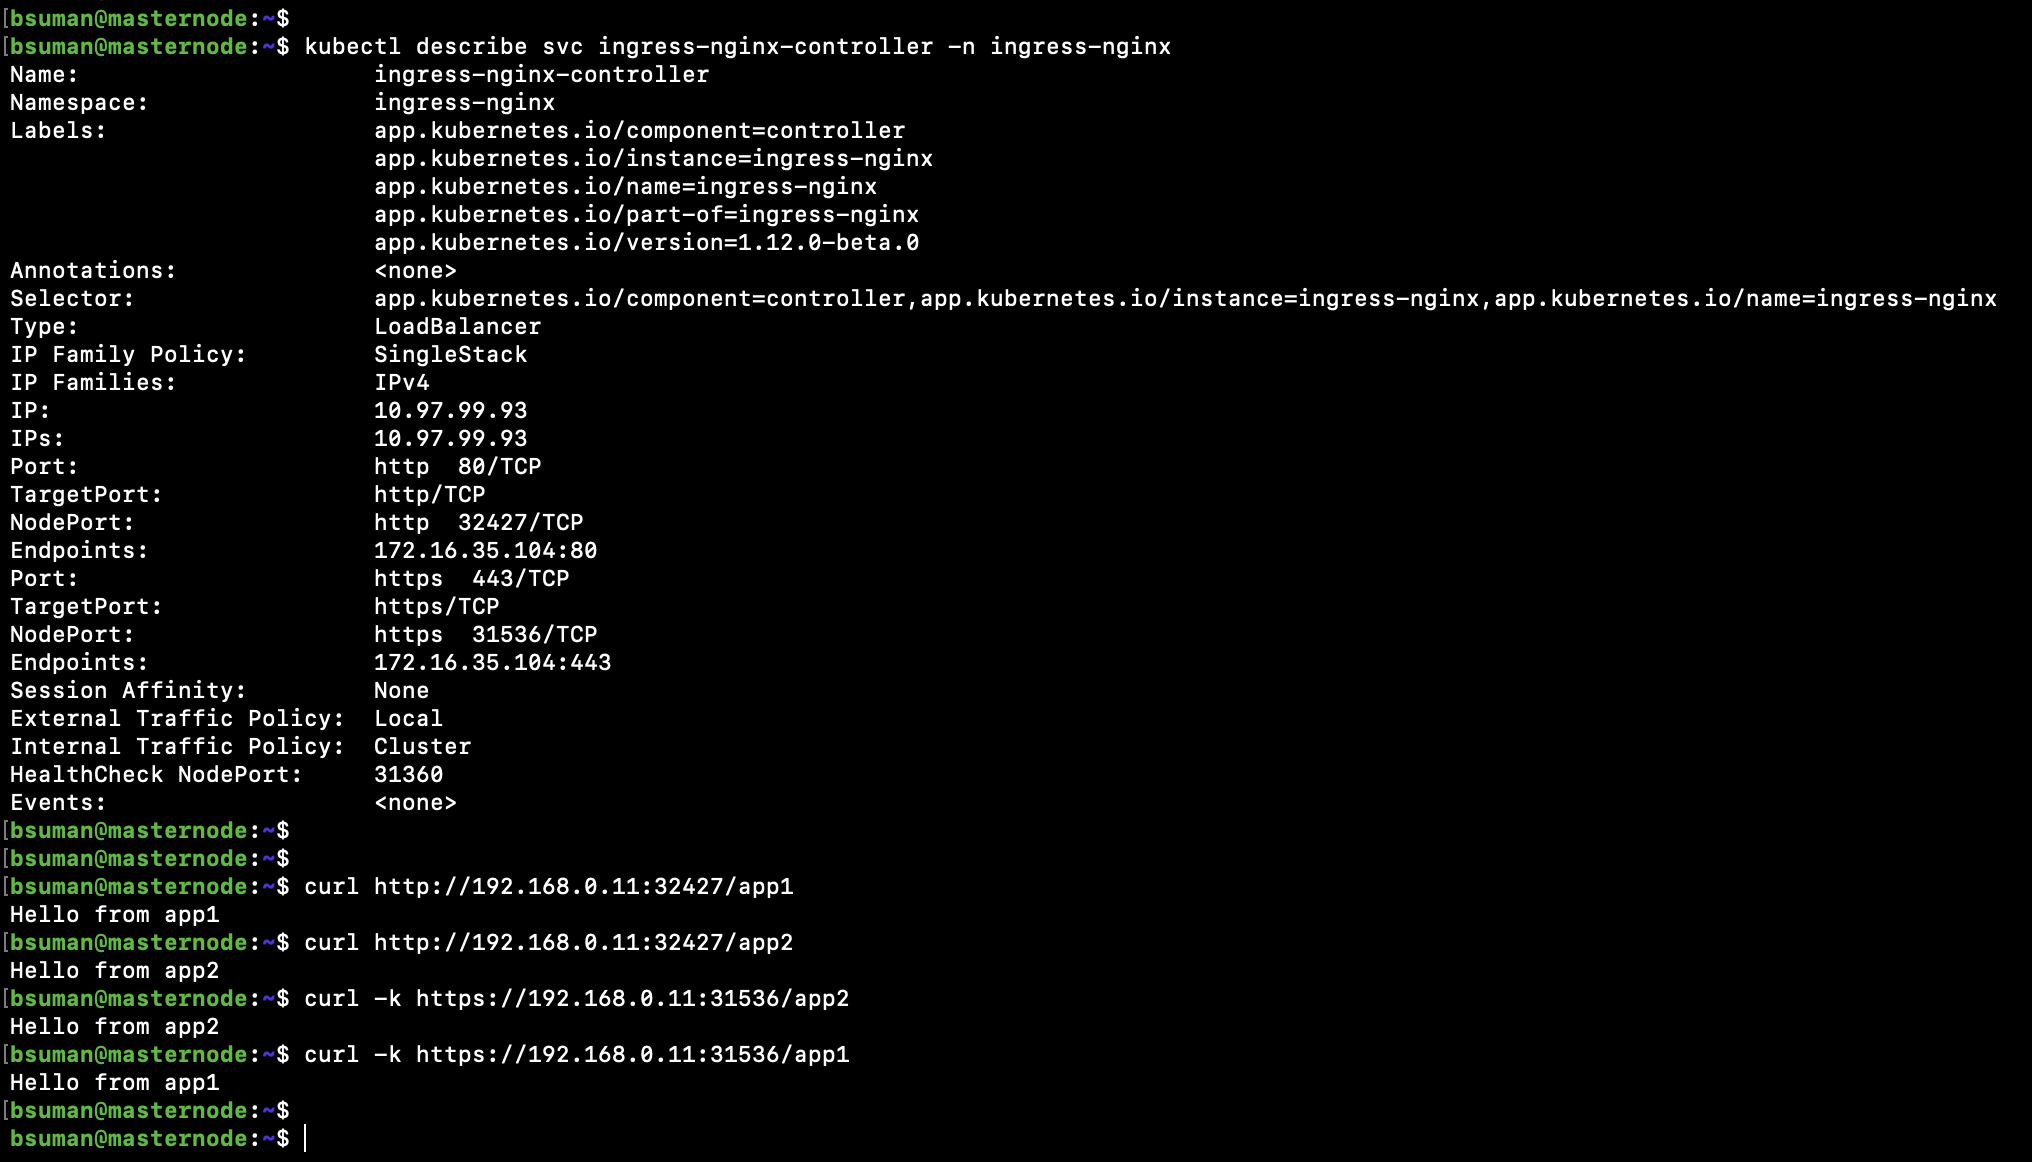 [bsuman@masternode:~$
[bsuman@masternode:~$ kubectl describe svc ingress-nginx-controller -n ingress-nginx
Name:                     ingress-nginx-controller
Namespace:                ingress-nginx
Labels:                   app.kubernetes.io/component=controller
                          app.kubernetes.io/instance=ingress-nginx
                          app.kubernetes.io/name=ingress-nginx
                          app.kubernetes.io/part-of=ingress-nginx
                          app.kubernetes.io/version=1.12.0-beta.0
Annotations:              <none>
Selector:                 app.kubernetes.io/component=controller,app.kubernetes.io/instance=ingress-nginx,app.kubernetes.io/name=ingress-nginx
Type:                     LoadBalancer
IP Family Policy:         SingleStack
IP Families:              IPv4
IP:                       10.97.99.93
IPs:                      10.97.99.93
Port:                     http  80/TCP
TargetPort:               http/TCP
NodePort:                 http  32427/TCP
Endpoints:                172.16.35.104:80
Port:                     https  443/TCP
TargetPort:               https/TCP
NodePort:                 https  31536/TCP
Endpoints:                172.16.35.104:443
Session Affinity:         None
External Traffic Policy:  Local
Internal Traffic Policy:  Cluster
HealthCheck NodePort:     31360
Events:                   <none>
[bsuman@masternode:~$
[bsuman@masternode:~$
[bsuman@masternode:~$ curl http://192.168.0.11:32427/app1
Hello from app1
[bsuman@masternode:~$ curl http://192.168.0.11:32427/app2
Hello from app2
[bsuman@masternode:~$ curl -k https://192.168.0.11:31536/app2
Hello from app2
[bsuman@masternode:~$ curl -k https://192.168.0.11:31536/app1
Hello from app1
[bsuman@masternode:~$
bsuman@masternode:~$